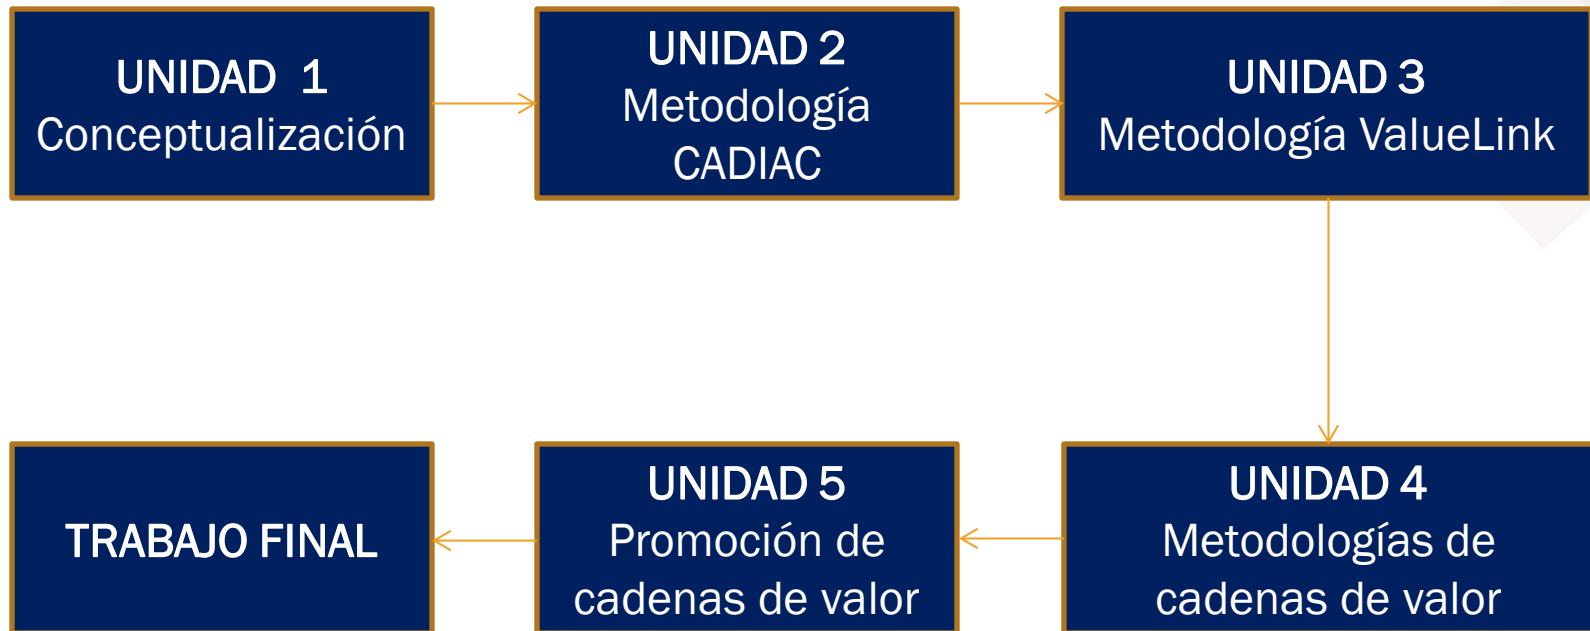 UNIDAD 1
Conceptualización
UNIDAD 2
Metodología
CADIAC
UNIDAD 3
Metodología ValueLink
UNIDAD 4
Metodologías de
cadenas de valor
UNIDAD 5
Promoción de
cadenas de valor
TRABAJO FINAL